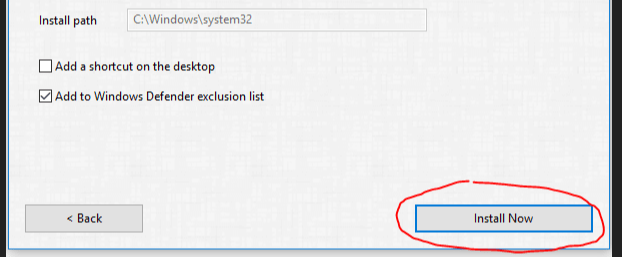 Install path C:\Windows\system32
Add a shortcut on the desktop
Add to Windows Defender exclusion list
< Back Install Now